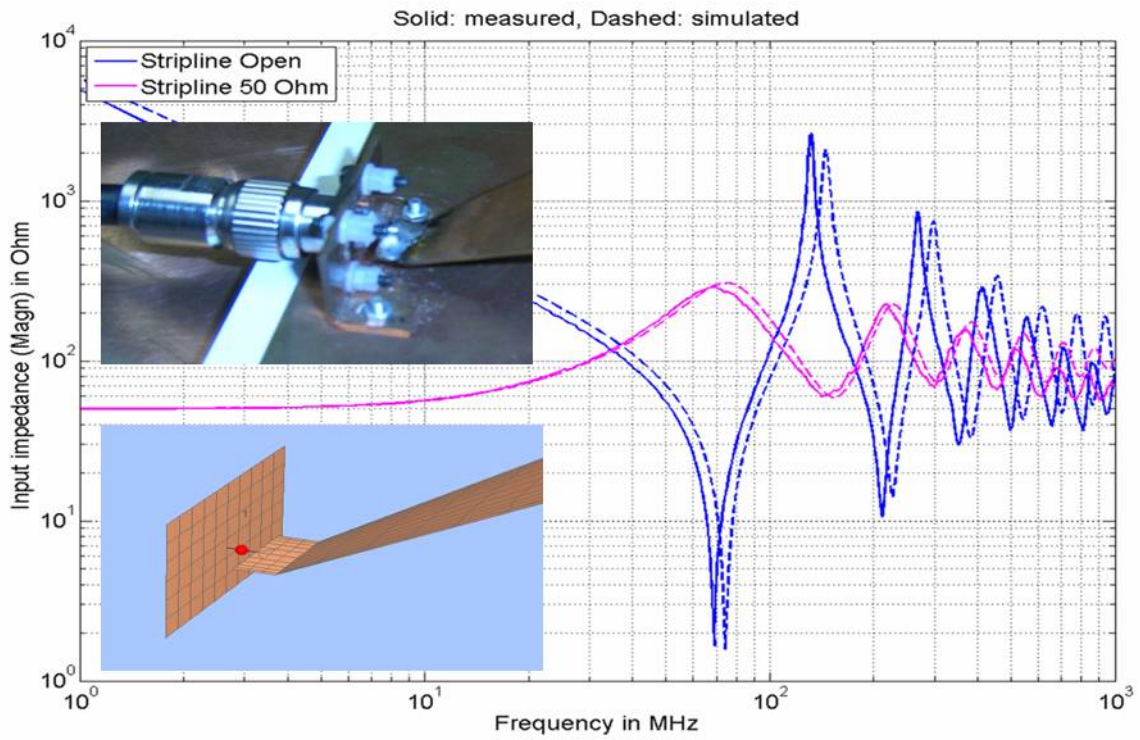 Solid: measured, Dashed: simulated
10^4
Stripline Open
Stripline 50 Ohm
10^3
10^2
10^1
10^0
Input impedance (Magn) in Ohm
10^0 10^1 10^2 10^3
Frequency in MHz